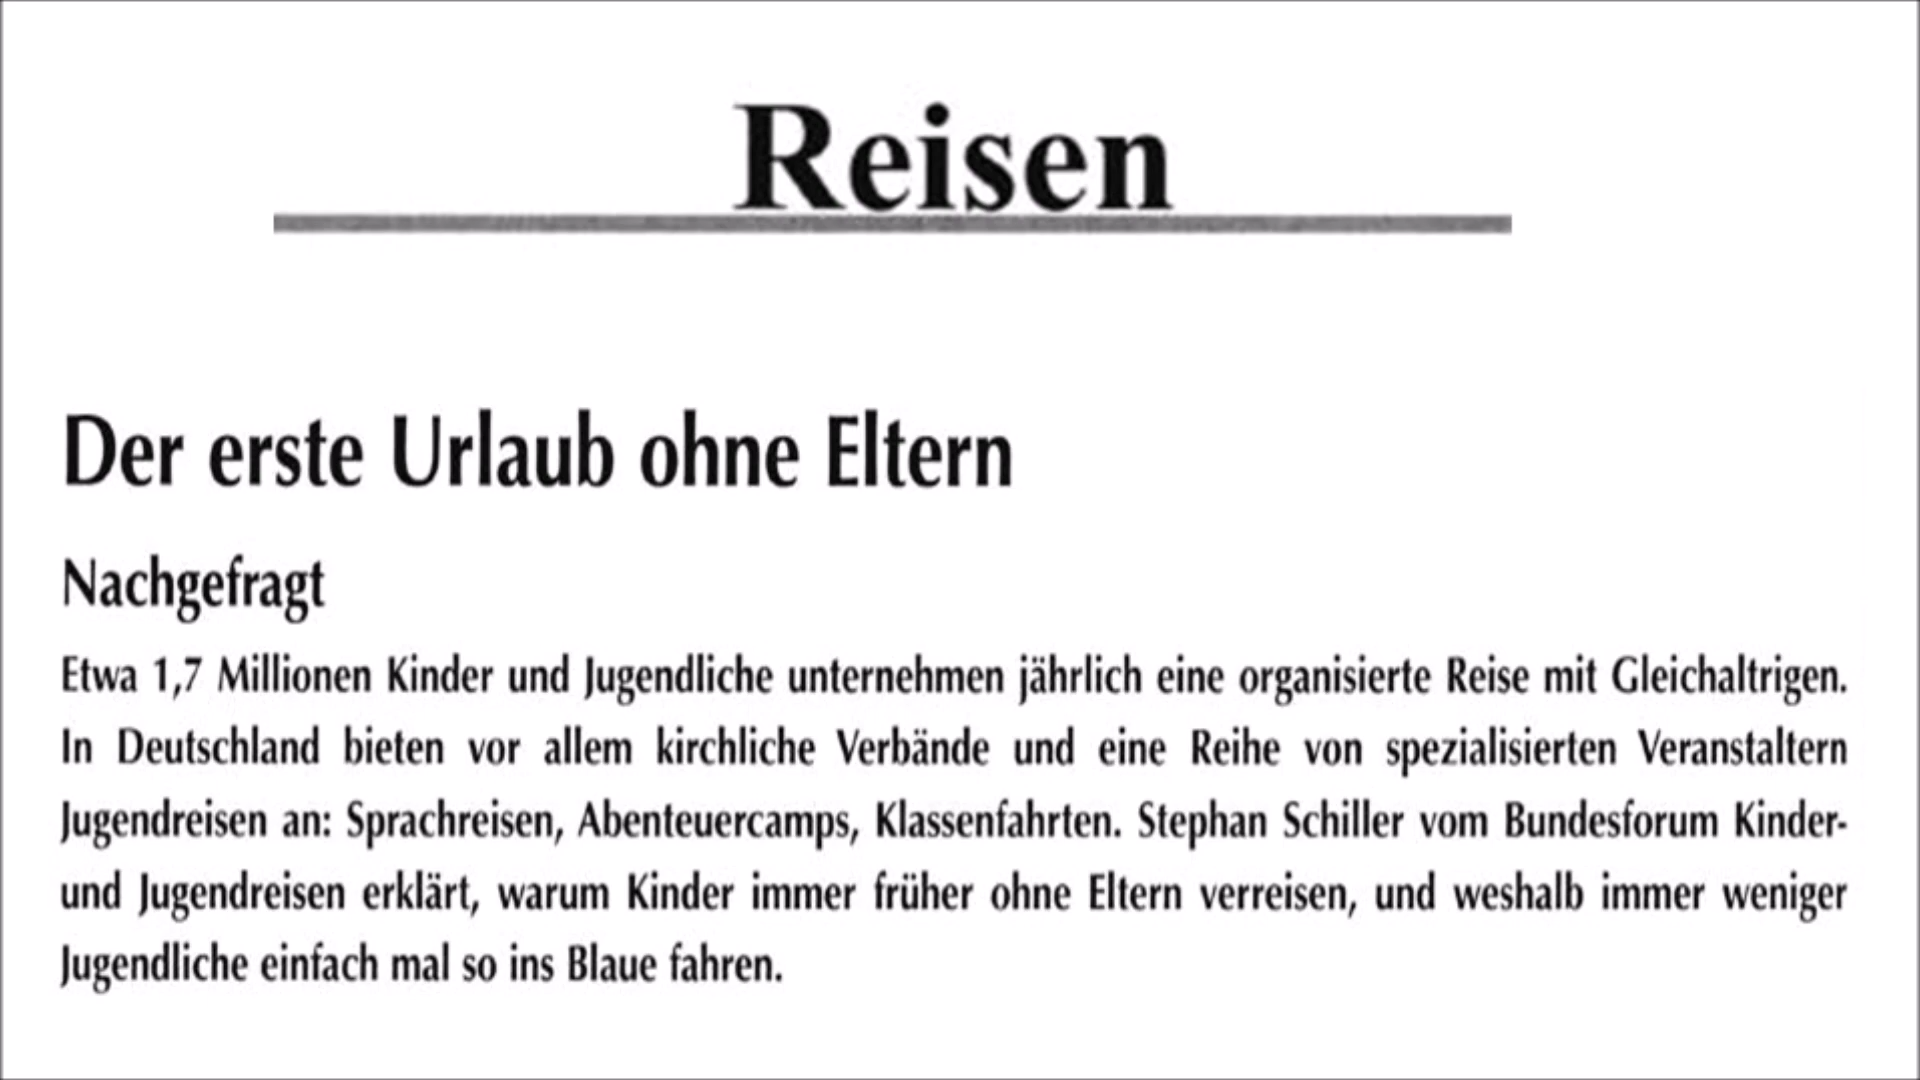 Reisen
Der erste Urlaub ohne Eltern
Nachgefragt
Etwa 1,7 Millionen Kinder und Jugendliche unternehmen jährlich eine organisierte Reise mit Gleichaltrigen.
In Deutschland bieten vor allem kirchliche Verbände und eine Reihe von spezialisierten Veranstaltern
Jugendreisen an: Sprachreisen, Abenteuercamps, Klassenfahrten. Stephan Schiller vom Bundesforum Kinder-
und Jugendreisen erklärt, warum Kinder immer früher ohne Eltern verreisen, und weshalb immer weniger
Jugendliche einfach mal so ins Blaue fahren.